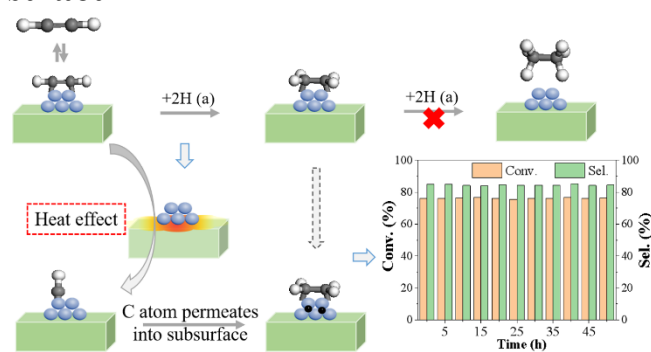 +2H (a)
+2H (a)
Heat effect
C atom permeates
into subsurface
Conv.
Sel.
100
80
60
40
20
0
Conv. (%)
100
80
60
40
20
0
Sel. (%)
5
15
25
35
45
Time (h)